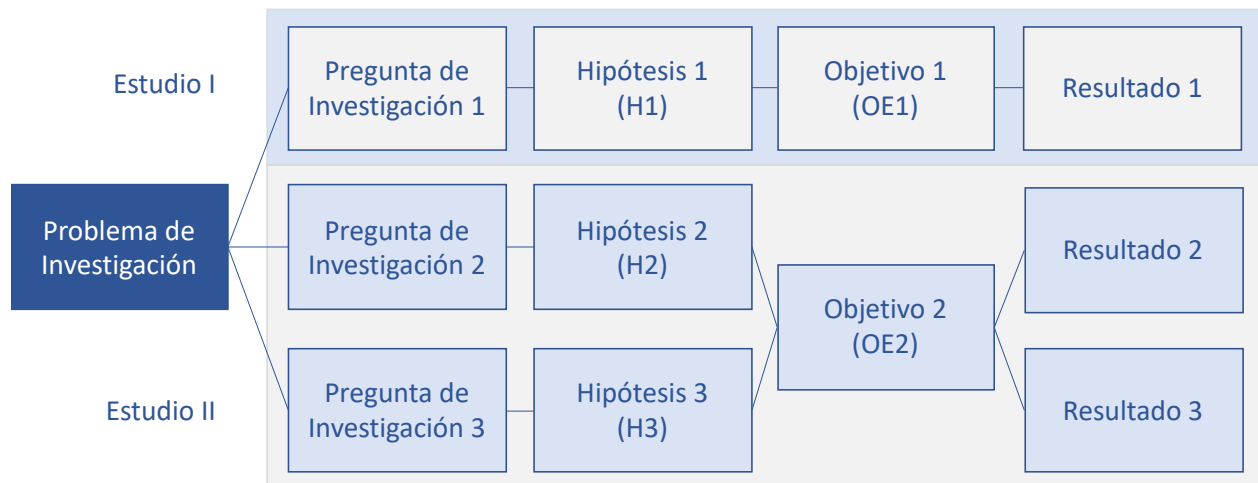 Estudio I
Pregunta de
Investigación 1
Hipótesis 1
(H1)
Objetivo 1
(OE1)
Resultado 1
Problema de
Investigación
Pregunta de
Investigación 2
Hipótesis 2
(H2)
Objetivo 2
(OE2)
Resultado 2
Estudio II
Pregunta de
Investigación 3
Hipótesis 3
(H3)
Resultado 3